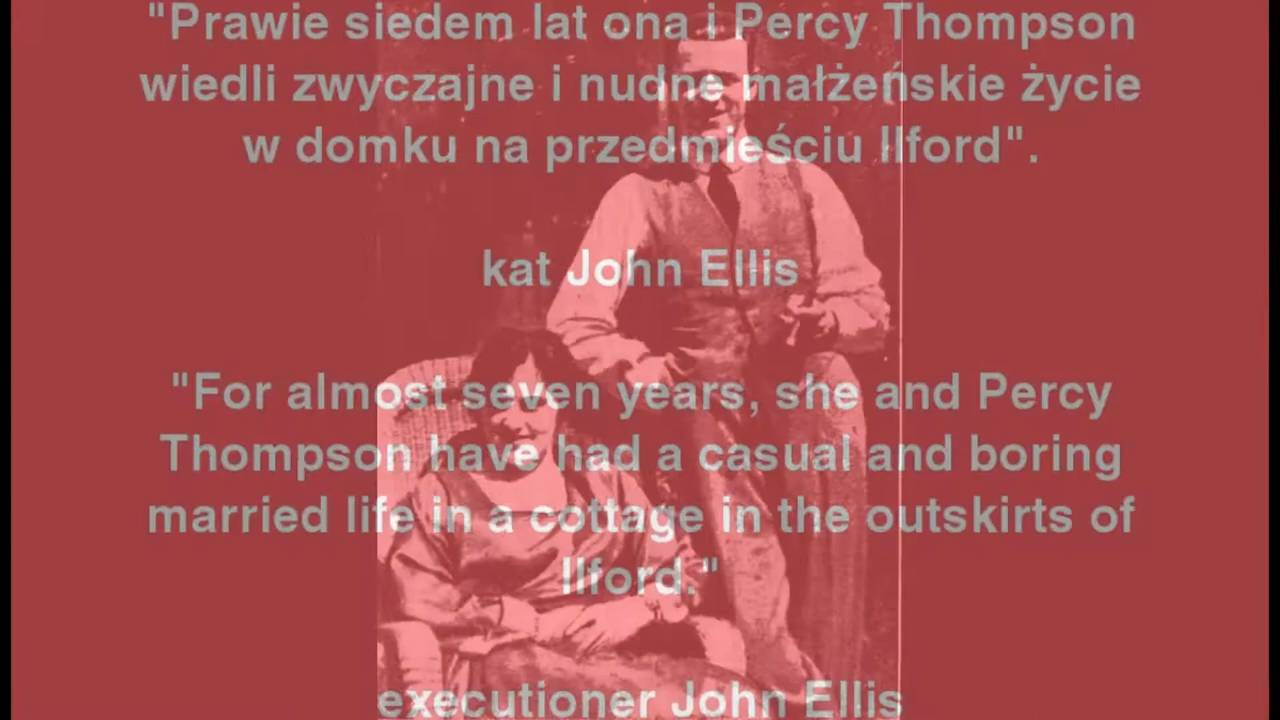 "Prawie siedem lat ona i Percy Thompson
wiedli zwyczajne i nudne małżeńskie życie
w domku na przedmieściu Ilford".
kat John Ellis
"For almost seven years, she and Percy
Thompson have had a casual and boring
married life in a cottage in the outskirts of
Ilford."
executioner John Ellis